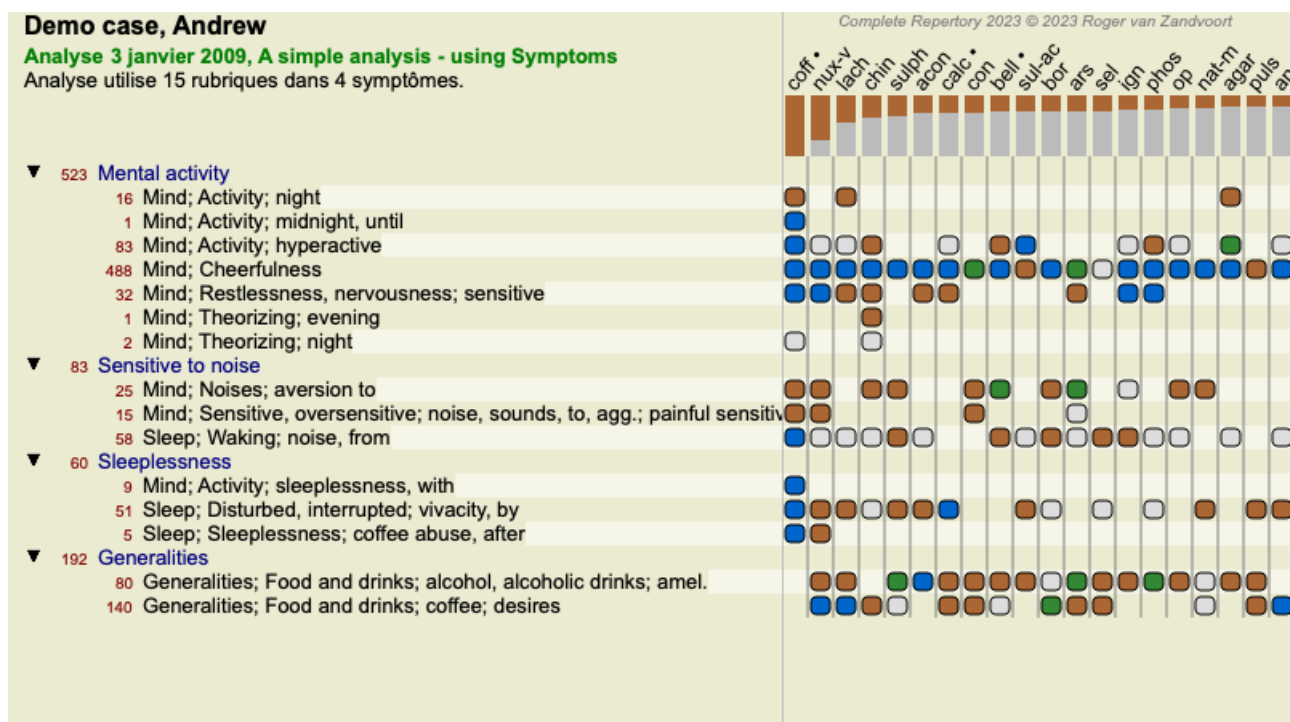 Demo case, Andrew
Complete Repertory 2023 © 2023 Roger van Zandvoort
Analyse 3 janvier 2009, A simple analysis - using Symptoms
Analyse utilise 15 rubriques dans 4 symptômes.
coff • nux-v lach chin sulph acon calc • con bell • sul-ac bor ars sel ign phos op nat-m agar puls
523 Mental activity
16 Mind; Activity; night
1 Mind; Activity; midnight, until
83 Mind; Activity; hyperactive
488 Mind; Cheerfulness
32 Mind; Restlessness, nervousness; sensitive
1 Mind; Theorizing; evening
2 Mind; Theorizing; night
83 Sensitive to noise
25 Mind; Noises; aversion to
15 Mind; Sensitive, oversensitive; noise, sounds, to, agg.; painful sensitiv
58 Sleep; Waking; noise, from
60 Sleeplessness
9 Mind; Activity; sleeplessness, with
51 Sleep; Disturbed, interrupted; vivacity, by
5 Sleep; Sleeplessness; coffee abuse, after
192 Generalities
80 Generalities; Food and drinks; alcohol, alcoholic drinks; amel.
140 Generalities; Food and drinks; coffee; desires